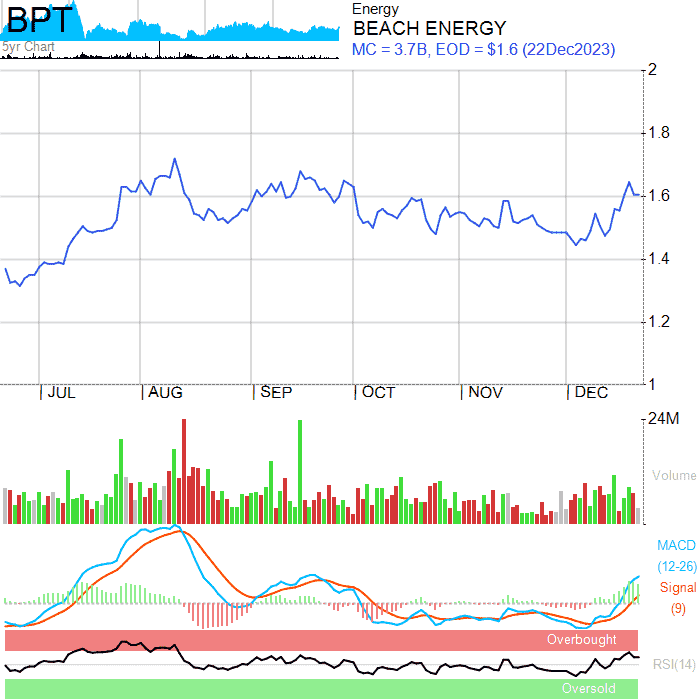 BPT
5yr Chart
Energy
BEACH ENERGY
MC = 3.7B, EOD = $1.6 (22Dec2023)
2
1.8
1.6
1.4
1.2
1
JUL
AUG
SEP
OCT
NOV
DEC
24M
Volume
MACD
(12-26)
Signal
(9)
Overbought
RSI(14)
Oversold